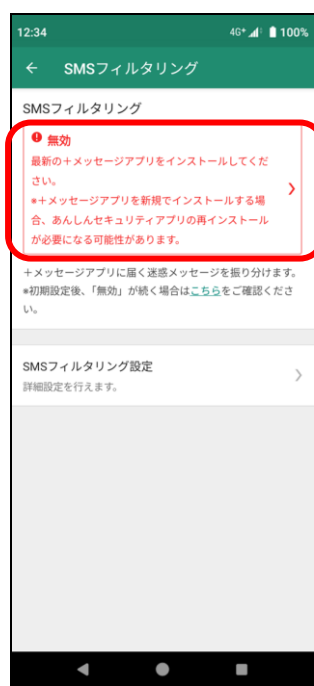 12:34 4G+ 100%
SMSフィルタリング
SMSフィルタリング
無効
最新の+メッセージアプリをインストールしてくだ
さい。
※+メッセージアプリを新規でインストールする場
合、あんしんセキュリティアプリの再インストール
が必要になる可能性があります。
+メッセージアプリに届く迷惑メッセージを振り分けます。
※初期設定後、「無効」が続く場合はこちらをご確認くださ
い。
SMSフィルタリング設定
詳細設定を行えます。